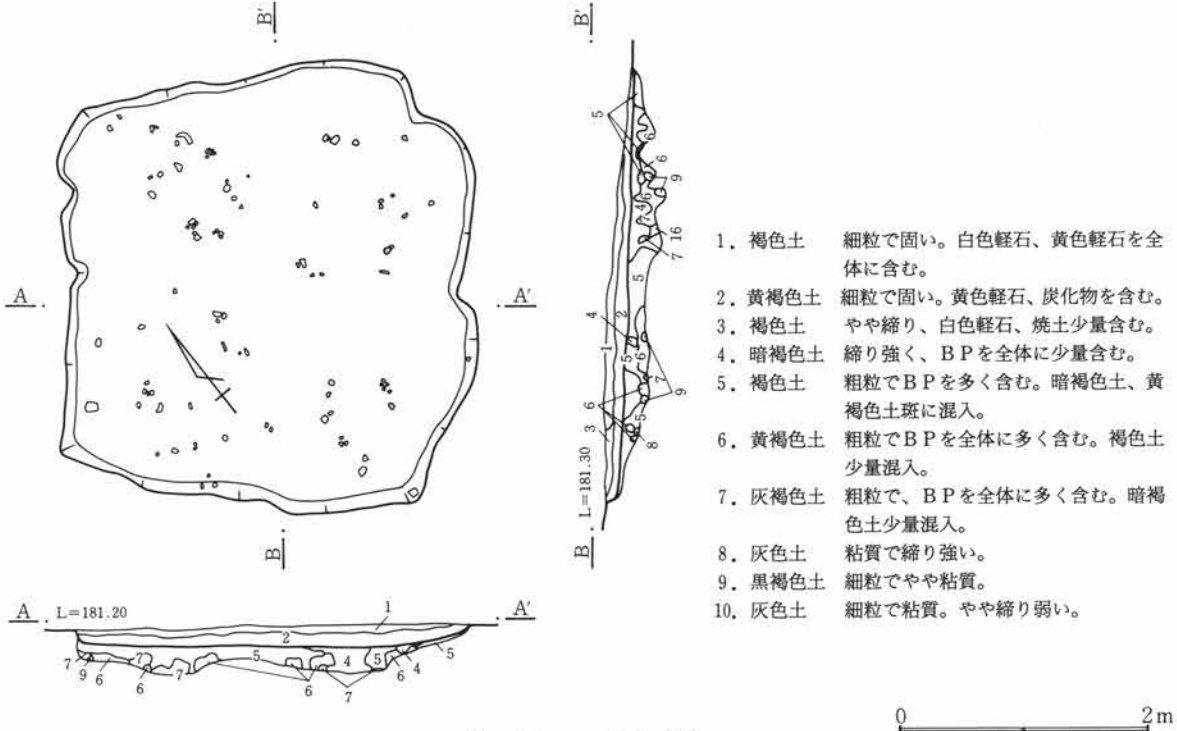 B'
B'
A
A'
B
B
L=181.30
5
6
6
9
6
4
7
16
7
5
4
2
1
5
6
7
9
6
5
3
8
1. 褐色土 細粒で固い。白色軽石、黄色軽石を全
体に含む。
2. 黄褐色土 細粒で固い。黄色軽石、炭化物を含む。
3. 褐色土 やや締り、白色軽石、焼土少量含む。
4. 暗褐色土 締り強く、BPを全体に少量含む。
5. 褐色土 粗粒でBPを多く含む。暗褐色土、黄
褐色土斑に混入。
6. 黄褐色土 粗粒でBPを全体に多く含む。褐色土
少量混入。
7. 灰褐色土 粗粒で、BPを全体に多く含む。暗褐
色土少量混入。
8. 灰色土 粘質で締り強い。
9. 黒褐色土 細粒でやや粘質。
10. 灰色土 細粒で粘質。やや締り弱い。
A L=181.20 1 A'
2
7 9 6 7 6 7 5 6 4 7 5 6 4 5
0 2m